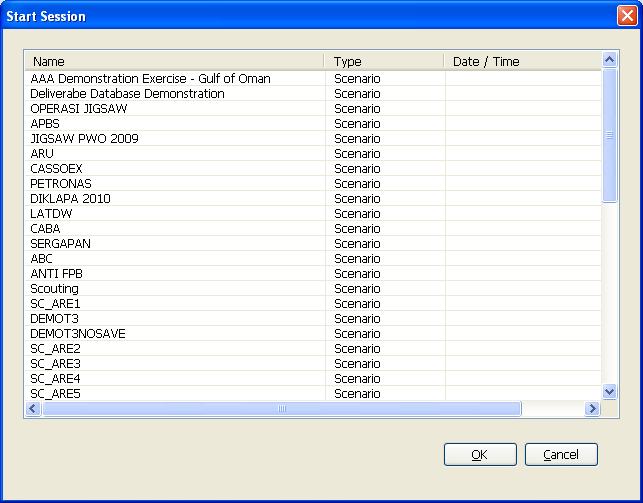 Start Session
Name Type Date / Time
AAA Demonstration Exercise - Gulf of Oman Scenario
Deliverabe Database Demonstration Scenario
OPERASI JIGSAW Scenario
APBS Scenario
JIGSAW PWO 2009 Scenario
ARU Scenario
CASSOEX Scenario
PETRONAS Scenario
DIKLAPA 2010 Scenario
LATDW Scenario
CABA Scenario
SERGAPAN Scenario
ABC Scenario
ANTI FPB Scenario
Scouting Scenario
SC_ARE1 Scenario
DEMOT3 Scenario
DEMOT3NOSAVE Scenario
SC_ARE2 Scenario
SC_ARE3 Scenario
SC_ARE4 Scenario
SC_ARE5 Scenario
OK Cancel